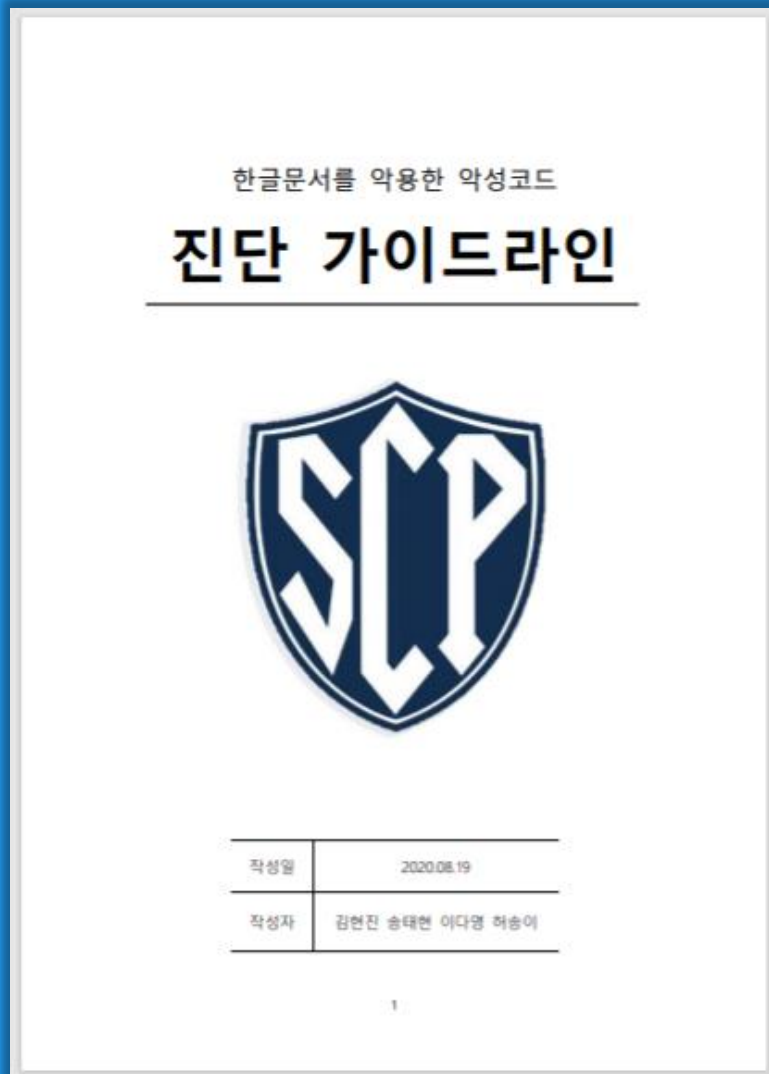 한글문서를 악용한 악성코드
진단 가이드라인
SCP
작성일 2020.08.19
작성자 김현진 송태현 이다명 허송이
1